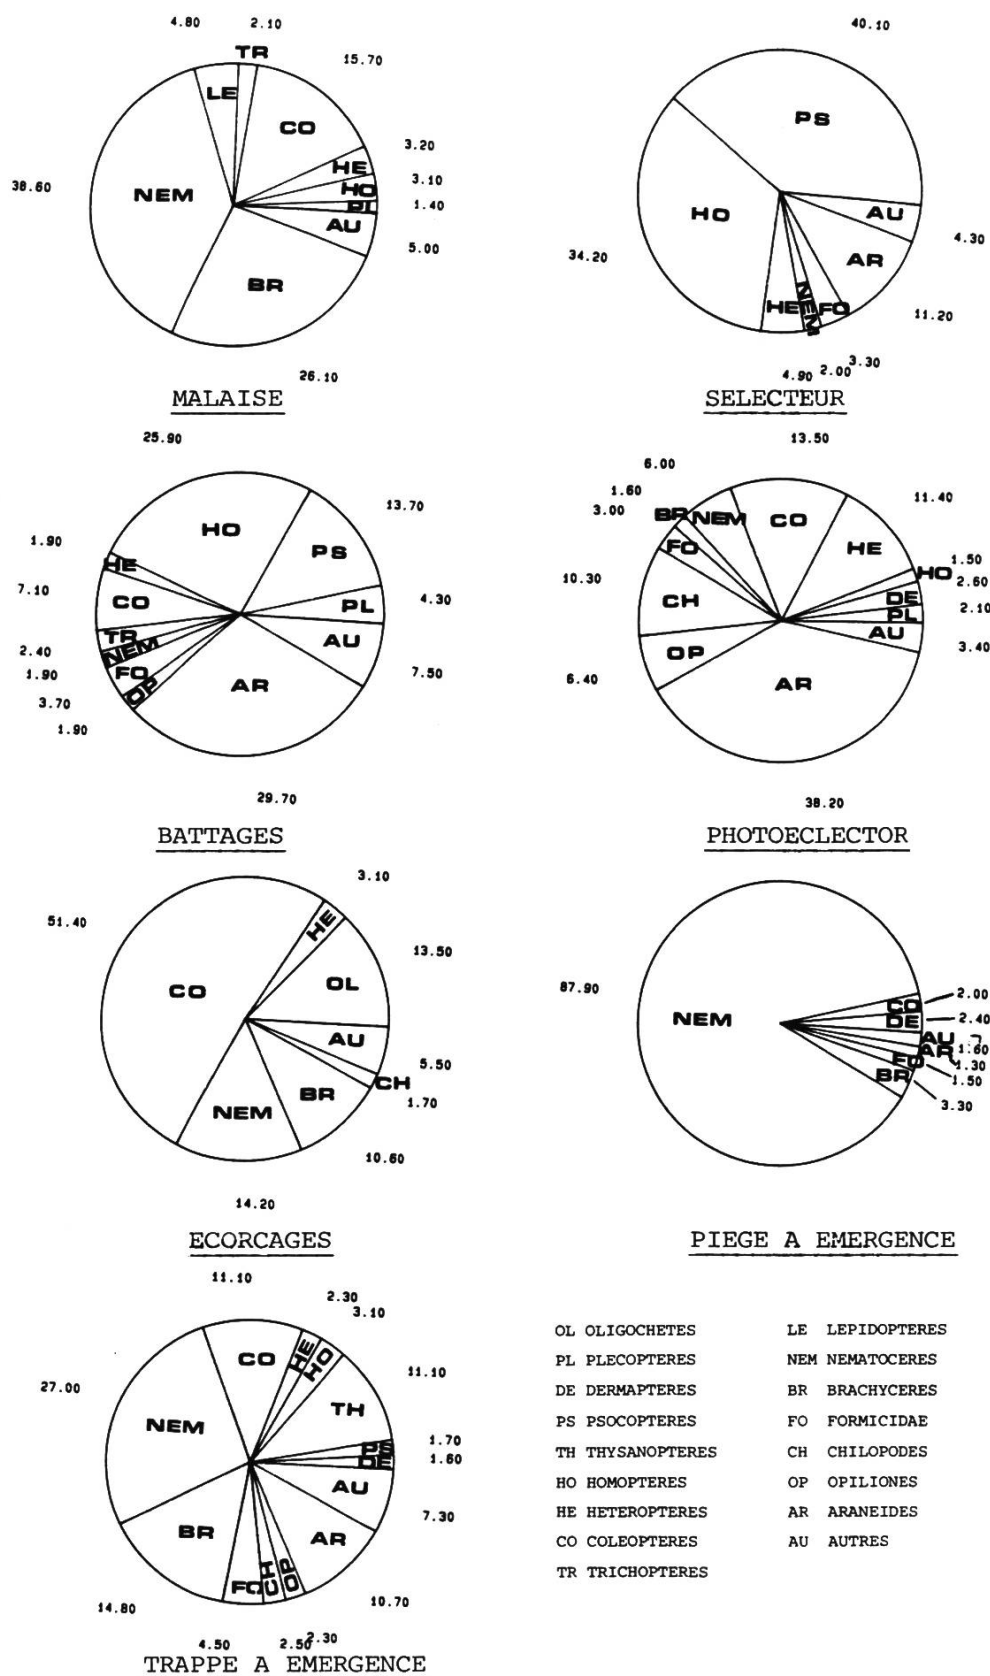 4.80 2.10
TR
15.70
LE
CO
3.20
HE
3.10
HO
1.40
PL
AU
5.00
BR
26.10
NEM
38.60
MALAISE
40.10
PS
AU
4.30
AR
11.20
FO
3.30
NEM
2.00
HE
4.90
HO
34.20
SELECTEUR
25.90
HO
13.70
PS
4.30
PL
AU
7.50
AR
29.70
OP
1.90
FO
3.70
NEM
1.90
TR
2.40
CO
7.10
HE
1.90
BATTAGES
13.50
CO
11.40
HE
1.50
HO
2.60
DE
2.10
PL
AU
3.40
AR
38.20
OP
6.40
CH
10.30
FO
3.00
BR
1.60
NEM
6.00
PHOTOECLECTOR
51.40
CO
3.10
HE
13.50
OL
AU
5.50
CH
1.70
BR
10.60
NEM
14.20
ECORCAGES
87.90
NEM
CO 2.00
DE 2.40
AU 1.60
AR 1.30
FO 1.50
BR 3.30
PIEGE A EMERGENCE
11.10
CO
2.30
HE
3.10
HO
11.10
TH
1.70
PS
1.60
DE
AU
7.30
AR
10.70
OP
2.30
CH
2.50
FO
4.50
BR
14.80
NEM
27.00
TRAPPE A EMERGENCE
OL OLIGOCHETES
PL PLECOPTERES
DE DERMAPTERES
PS PSOCOPTERES
TH THYSANOPTERES
HO HOMOPTERES
HE HETEROPTERES
CO COLEOPTERES
TR TRICHOPTERES
LE LEPIDOPTERES
NEM NEMATOCERES
BR BRACHYCERES
FO FORMICIDAE
CH CHILOPODES
OP OPILIONES
AR ARANEIDES
AU AUTRES